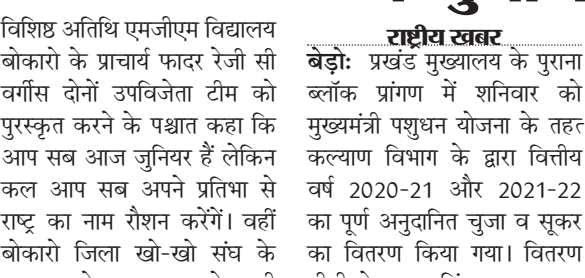 विशिष्ठ अतिथि एमजीएम विद्यालय
बोकारो के प्राचार्य फादर रेजी सी
वर्गीस दोनों उपविजेता टीम को
पुरस्कृत करने के पश्चात कहा कि
आप सब आज जुनियर हैं लेकिन
कल आप सब अपने प्रतिभा से
राष्ट्र का नाम रौशन करेंगें। वहीं
बोकारो जिला खो-खो संघ के
राष्ट्रीय खबर
बेड़ोः प्रखंड मुख्यालय के पुराना
ब्लॉक प्रांगण में शनिवार को
मुख्यमंत्री पशुधन योजना के तहत
कल्याण विभाग के द्वारा वित्तीय
वर्ष 2020-21 और 2021-22
का पूर्ण अनुदानित चुजा व सूकर
का वितरण किया गया। वितरण